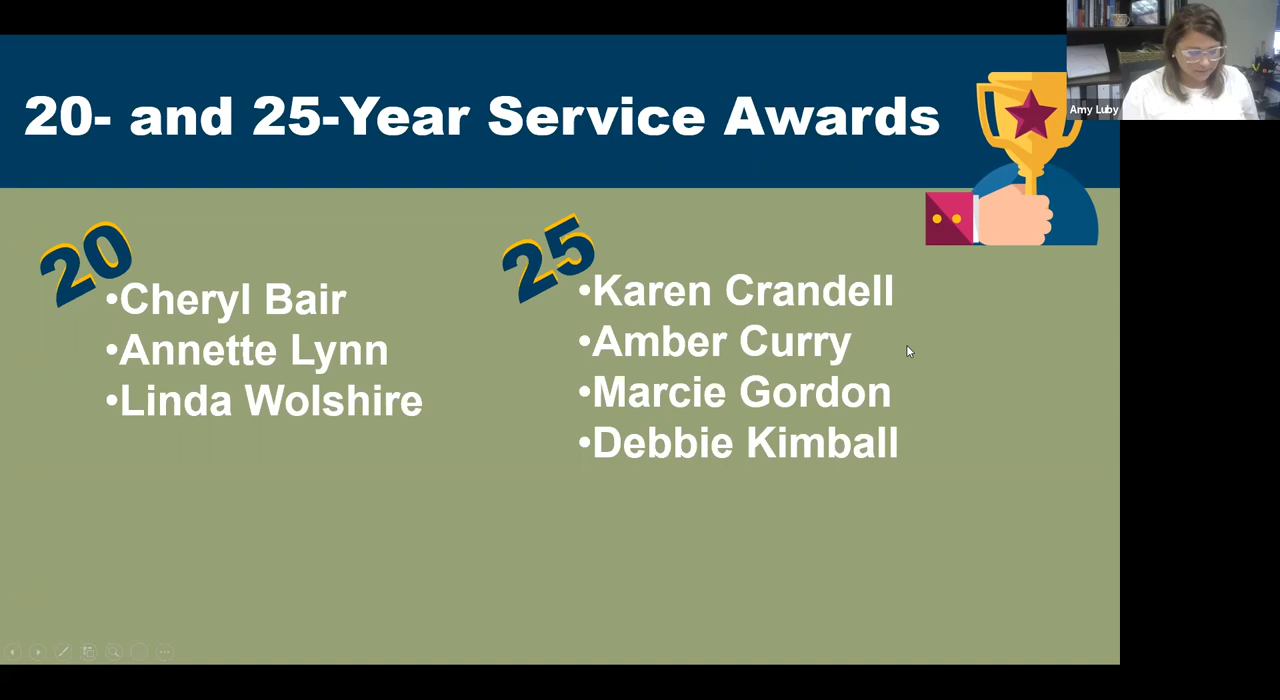 20- and 25-Year Service Awards
Amy Luby
20
•Cheryl Bair
•Annette Lynn
•Linda Wolshire
25
•Karen Crandell
•Amber Curry
•Marcie Gordon
•Debbie Kimball